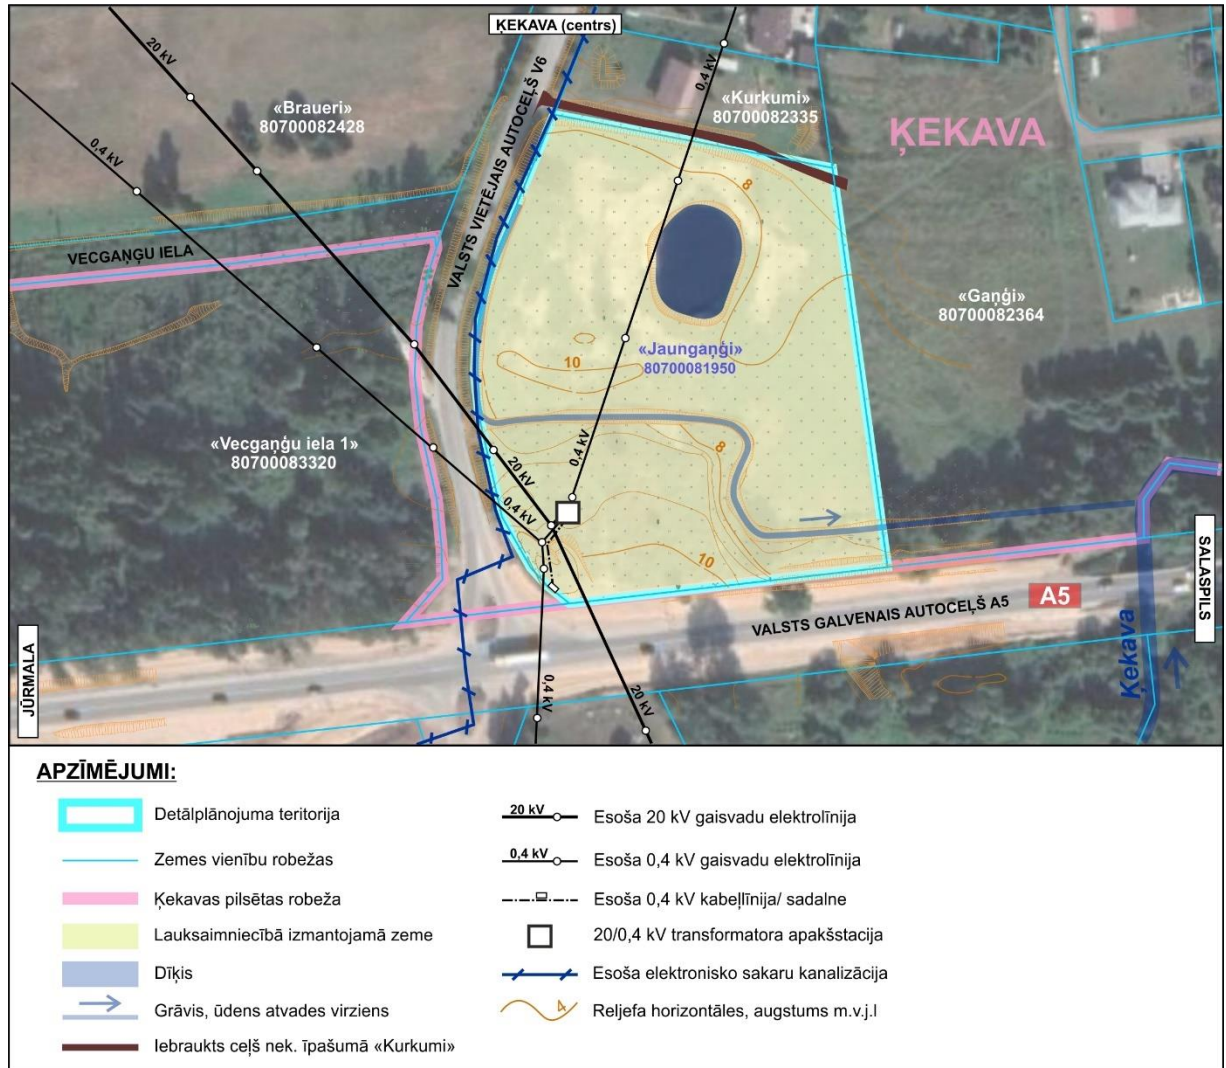 ĶEKAVA (centrs)
20 kV
0,4 kV
«Braueri»
80700082428
VALSTS VIETĒJAIS AUTOCEĻŠ V6
0,4 kV
«Kurkumi»
80700082335
ĶEKAVA
8
VECGAŅĢU IELA
«Gaņģi»
80700082364
«Jaungaņģi»
80700081950
10
«Vecgaņģu iela 1»
80700083320
8
0,4 kV
20 kV
0,4 kV
10
SALASPILS
A5
VALSTS GALVENAIS AUTOCEĻŠ A5
JŪRMALA
Ķekava
0,4 kV
20 kV
APZĪMĒJUMI:
Detālplānojuma teritorija
Zemes vienību robežas
Ķekavas pilsētas robeža
Lauksaimniecībā izmantojamā zeme
Dīķis
Grāvis, ūdens atvades virziens
Iebraukts ceļš nek. īpašumā «Kurkumi»
20 kV
Esoša 20 kV gaisvadu elektrolīnija
0,4 kV
Esoša 0,4 kV gaisvadu elektrolīnija
Esoša 0,4 kV kabeļlīnija/ sadalne
20/0,4 kV transformatora apakšstacija
Esoša elektronisko sakaru kanalizācija
4
Reljefa horizontāles, augstums m.v.j.l